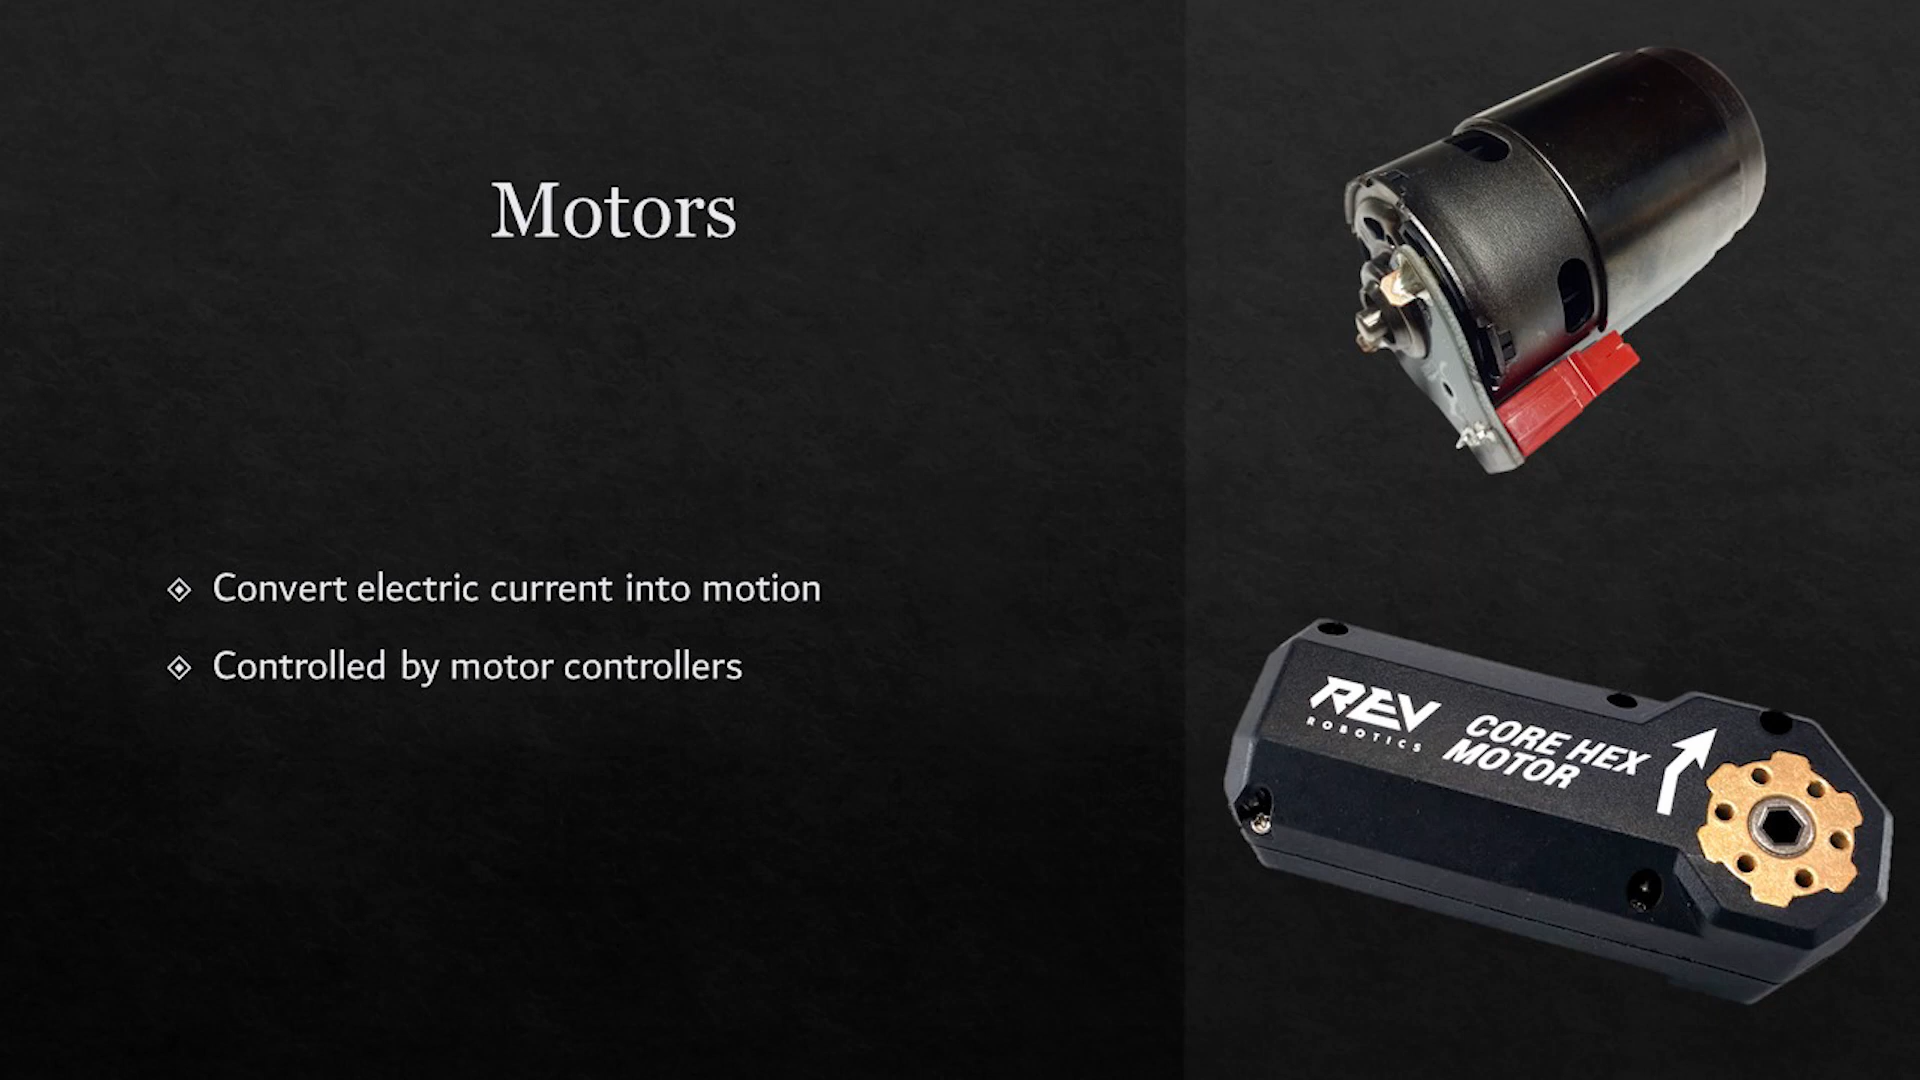 Motors
Convert electric current into motion
Controlled by motor controllers
REV
ROBOTICS
CORE HEX
MOTOR